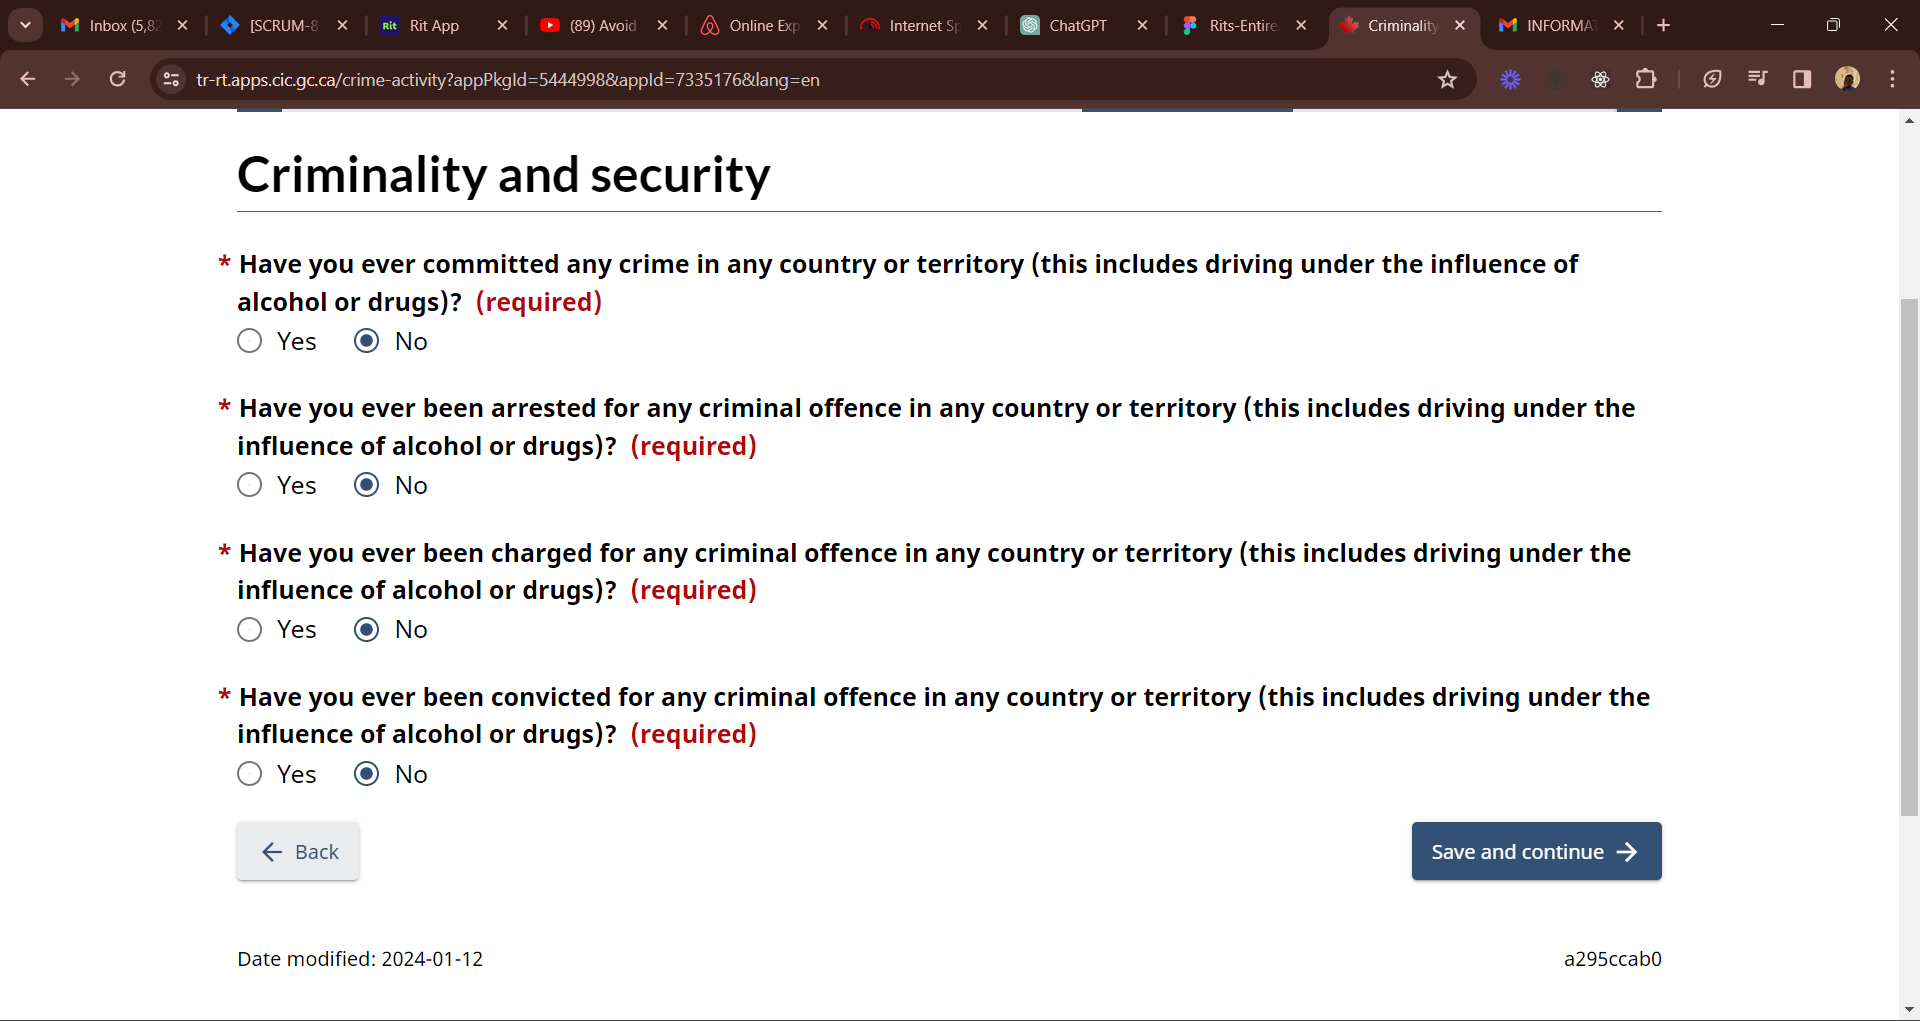 Inbox (5,82
[SCRUM-8
Rit App
(89) Avoid
Online Exp
Internet Sp
ChatGPT
Rits-Entire
Criminality
INFORMAT
tr-rt.apps.cic.gc.ca/crime-activity?appPkgId=5444998&appId=7335176&lang=en
Criminality and security
* Have you ever committed any crime in any country or territory (this includes driving under the influence of
alcohol or drugs)? (required)
Yes No
* Have you ever been arrested for any criminal offence in any country or territory (this includes driving under the
influence of alcohol or drugs)? (required)
Yes No
* Have you ever been charged for any criminal offence in any country or territory (this includes driving under the
influence of alcohol or drugs)? (required)
Yes No
* Have you ever been convicted for any criminal offence in any country or territory (this includes driving under the
influence of alcohol or drugs)? (required)
Yes No
Back
Save and continue
Date modified: 2024-01-12
a295ccab0